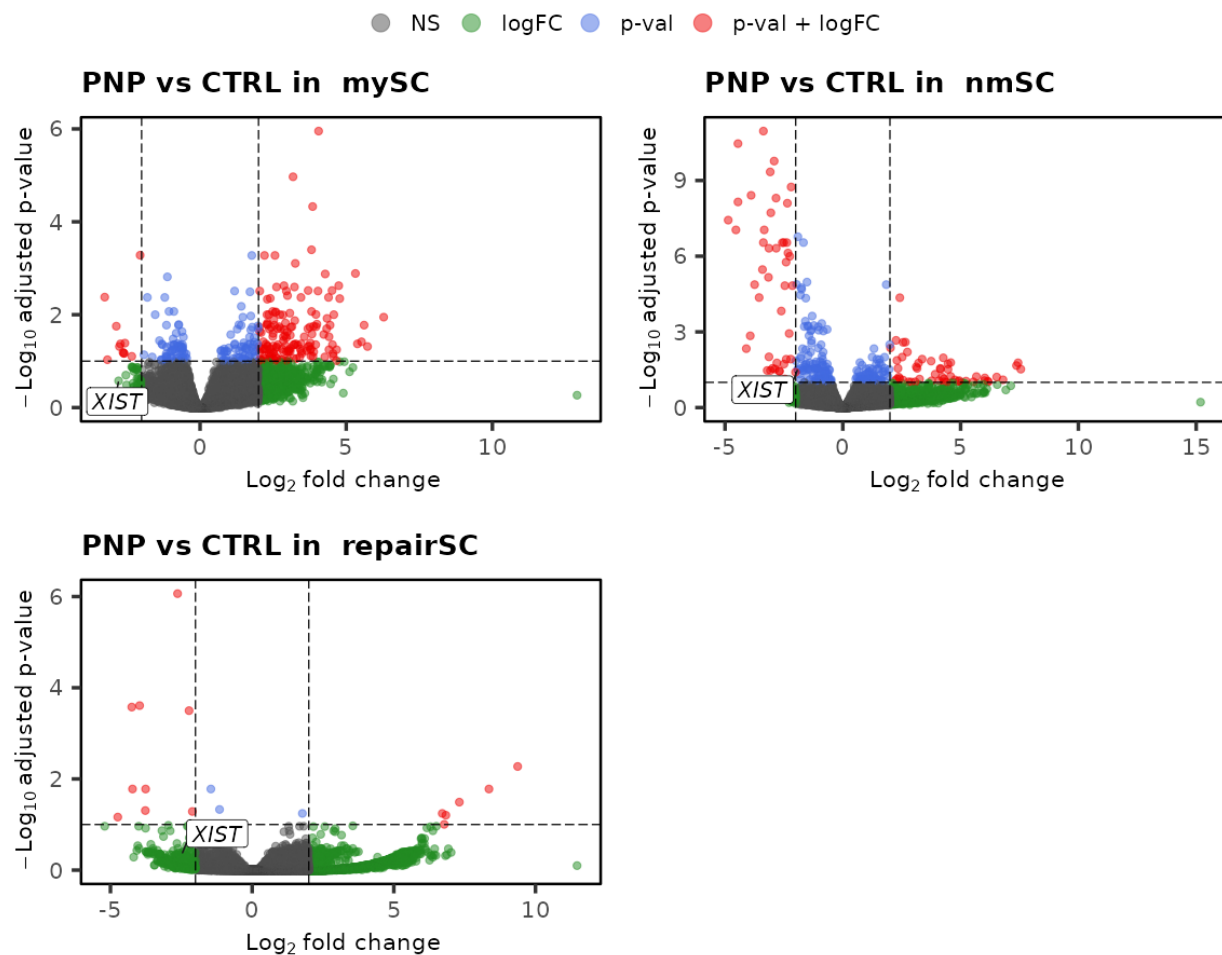 NS logFC p-val p-val + logFC
PNP vs CTRL in mySC
−Log10 adjusted p-value
6
4
2
0
XIST
0 5 10
Log2 fold change
PNP vs CTRL in nmSC
−Log10 adjusted p-value
9
6
3
0
XIST
-5 0 5 10 15
Log2 fold change
PNP vs CTRL in repairSC
−Log10 adjusted p-value
6
4
2
0
XIST
-5 0 5 10
Log2 fold change